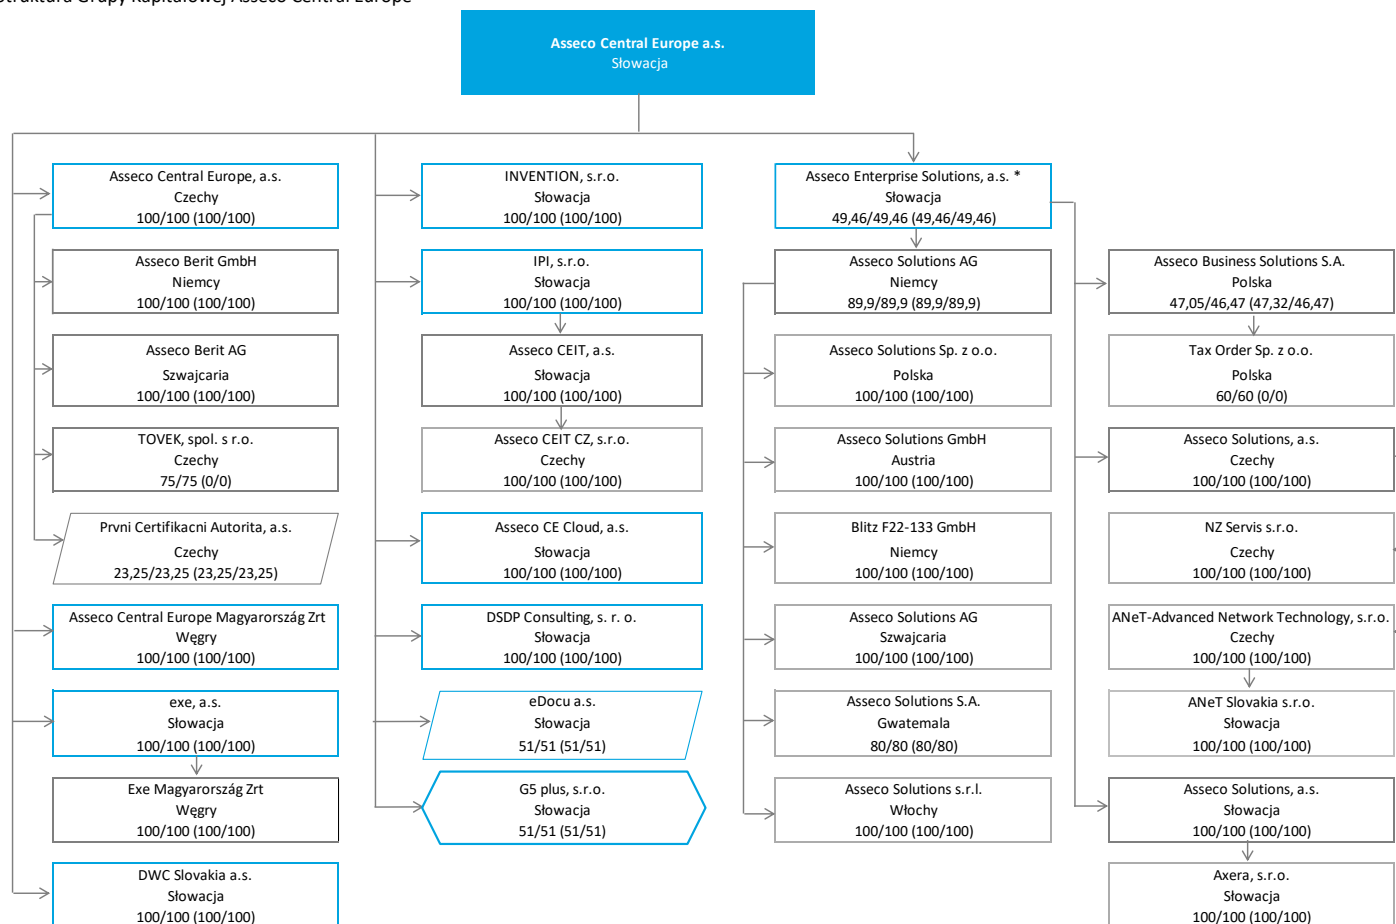 Struktura Grupy Kapitałowej Asseco Central Europe
Asseco Central Europe a.s.
Słowacja
Asseco Central Europe, a.s.
Czechy
100/100 (100/100)
Asseco Berit GmbH
Niemcy
100/100 (100/100)
Asseco Berit AG
Szwajcaria
100/100 (100/100)
TOVEK, spol. s r.o.
Czechy
75/75 (0/0)
Prvni Certifikacni Autorita, a.s.
Czechy
23,25/23,25 (23,25/23,25)
Asseco Central Europe Magyarország Zrt
Węgry
100/100 (100/100)
exe, a.s.
Słowacja
100/100 (100/100)
Exe Magyarország Zrt
Węgry
100/100 (100/100)
DWC Slovakia a.s.
Słowacja
100/100 (100/100)
INVENTION, s.r.o.
Słowacja
100/100 (100/100)
IPI, s.r.o.
Słowacja
100/100 (100/100)
Asseco CEIT, a.s.
Słowacja
100/100 (100/100)
Asseco CEIT CZ, s.r.o.
Czechy
100/100 (100/100)
Asseco CE Cloud, a.s.
Słowacja
100/100 (100/100)
DSDP Consulting, s. r. o.
Słowacja
100/100 (100/100)
eDocu a.s.
Słowacja
51/51 (51/51)
G5 plus, s.r.o.
Słowacja
51/51 (51/51)
Asseco Enterprise Solutions, a.s. *
Słowacja
49,46/49,46 (49,46/49,46)
Asseco Solutions AG
Niemcy
89,9/89,9 (89,9/89,9)
Asseco Solutions Sp. z o.o.
Polska
100/100 (100/100)
Asseco Solutions GmbH
Austria
100/100 (100/100)
Blitz F22-133 GmbH
Niemcy
100/100 (100/100)
Asseco Solutions AG
Szwajcaria
100/100 (100/100)
Asseco Solutions S.A.
Gwatemala
80/80 (80/80)
Asseco Solutions s.r.l.
Włochy
100/100 (100/100)
Asseco Business Solutions S.A.
Polska
47,05/46,47 (47,32/46,47)
Tax Order Sp. z o.o.
Polska
60/60 (0/0)
Asseco Solutions, a.s.
Czechy
100/100 (100/100)
NZ Servis s.r.o.
Czechy
100/100 (100/100)
ANeT-Advanced Network Technology, s.r.o.
Czechy
100/100 (100/100)
ANeT Slovakia s.r.o.
Słowacja
100/100 (100/100)
Asseco Solutions, a.s.
Słowacja
100/100 (100/100)
Axera, s.r.o.
Słowacja
100/100 (100/100)